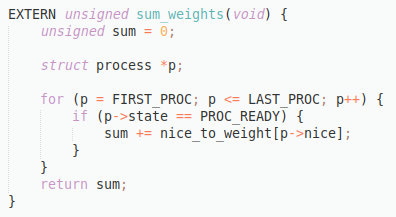 EXTERN unsigned sum_weights(void) {
    unsigned sum = 0;

    struct process *p;

    for (p = FIRST_PROC; p <= LAST_PROC; p++) {
        if (p->state == PROC_READY) {
            sum += nice_to_weight[p->nice];
        }
    }
    return sum;
}